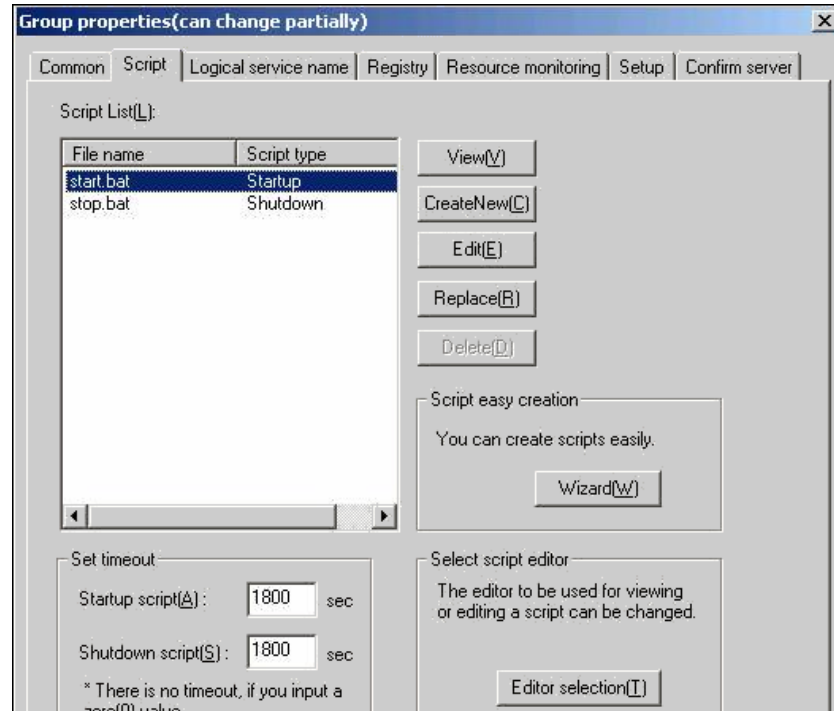 Group properties(can change partially)
Common Script Logical service name Registry Resource monitoring Setup Confirm server
Script List(L):
File name Script type
start.bat Startup
stop.bat Shutdown
View(V)
CreateNew(C)
Edit(E)
Replace(R)
Delete(D)
Script easy creation
You can create scripts easily.
Wizard(W)
Set timeout
Startup script(A) : 1800 sec
Shutdown script(S) : 1800 sec
* There is no timeout, if you input a
zero(0) value
Select script editor
The editor to be used for viewing
or editing a script can be changed.
Editor selection(T)